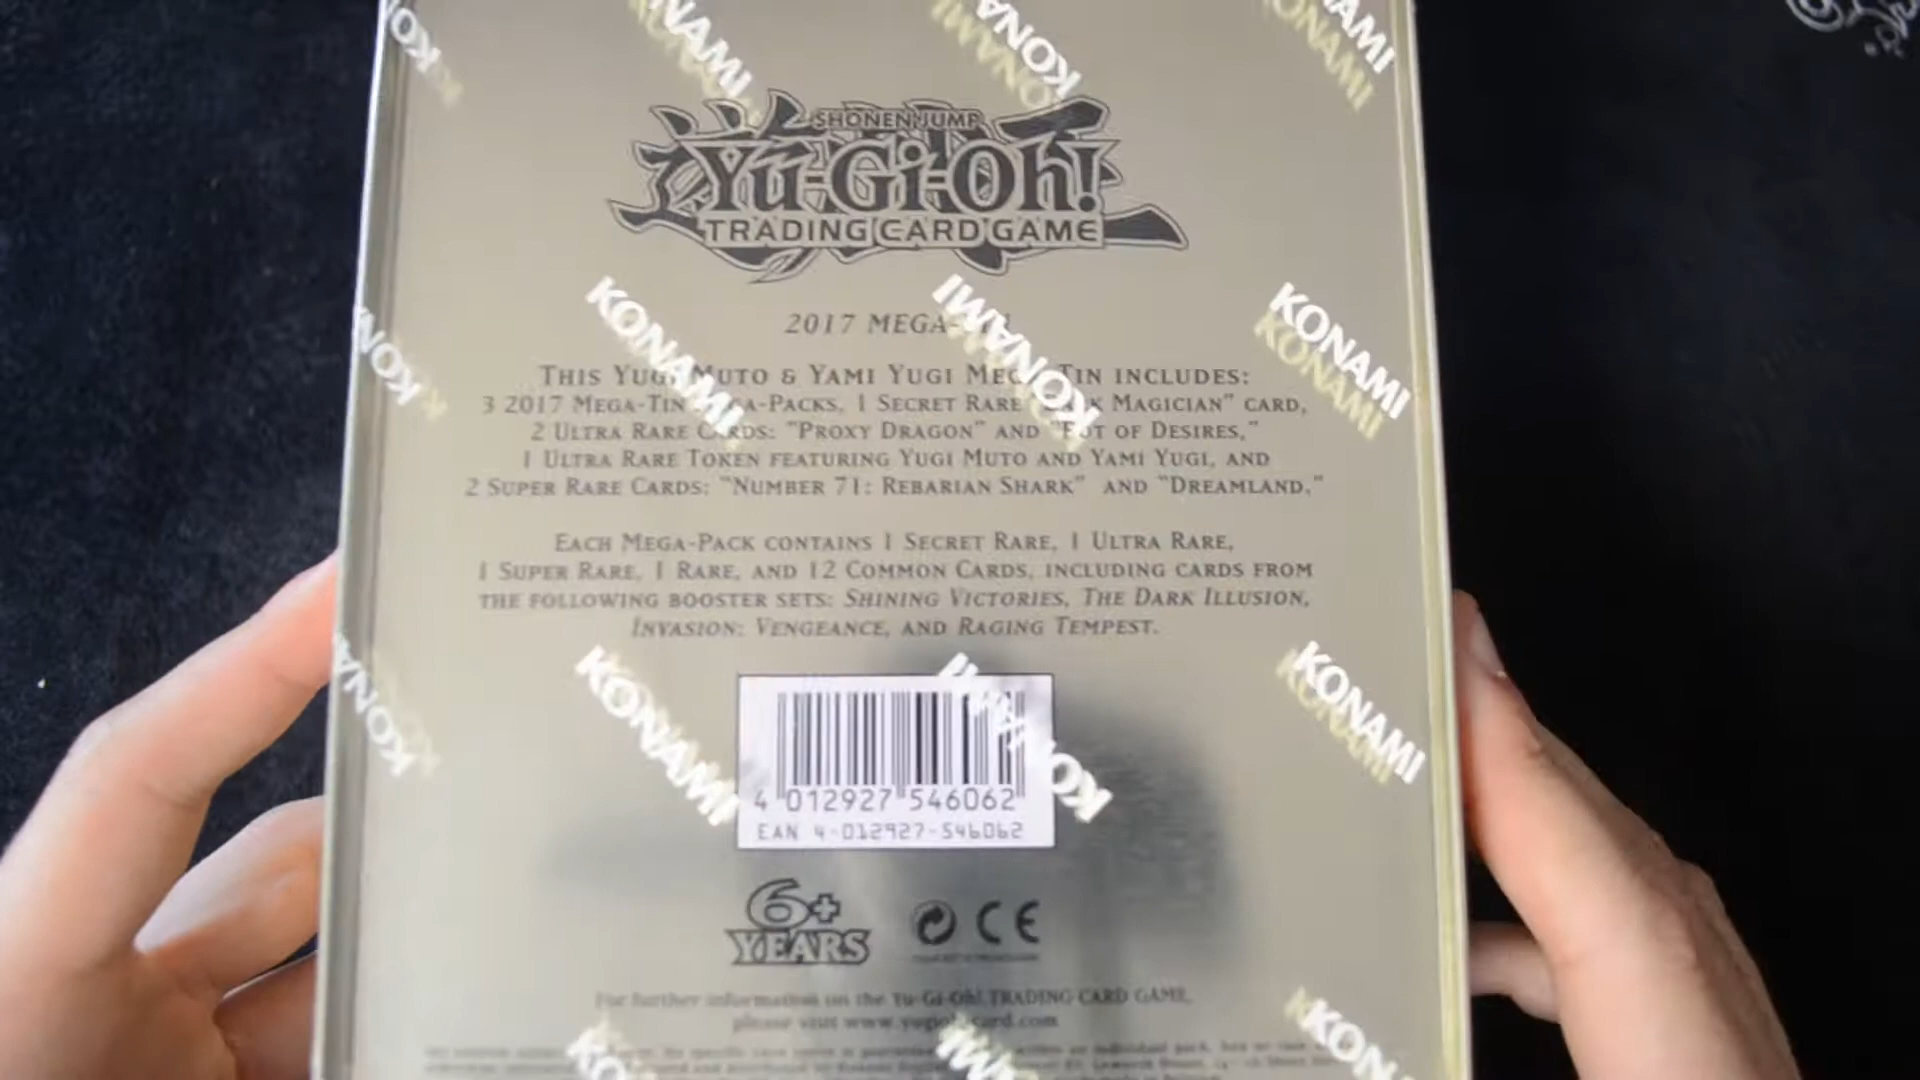 SHONEN JUMP
Yu-Gi-Oh!
TRADING CARD GAME
2017 MEGA-
THIS YUGI MUTO & YAMI YUGI MEGA-TIN INCLUDES:
3 2017 MEGA-TIN MEGA-PACKS, 1 SECRET RARE "DARK MAGICIAN" CARD,
2 ULTRA RARE CARDS: "PROXY DRAGON" AND "POT OF DESIRES,"
1 ULTRA RARE TOKEN FEATURING YUGI MUTO AND YAMI YUGI, AND
2 SUPER RARE CARDS: "NUMBER 71: REBARIAN SHARK" AND "DREAMLAND,"
EACH MEGA-PACK CONTAINS 1 SECRET RARE, 1 ULTRA RARE,
1 SUPER RARE, 1 RARE, AND 12 COMMON CARDS, INCLUDING CARDS FROM
THE FOLLOWING BOOSTER SETS: SHINING VICTORIES, THE DARK ILLUSION,
INVASION: VENGEANCE, AND RAGING TEMPEST.
KONAMI
KONAMI
KONAMI
KONAMI
KONAMI
4 012927 546062
EAN 4-012927-546062
6+
YEARS
CE
For further information on the Yu-Gi-Oh! TRADING CARD GAME,
please visit www.yugioh-card.com